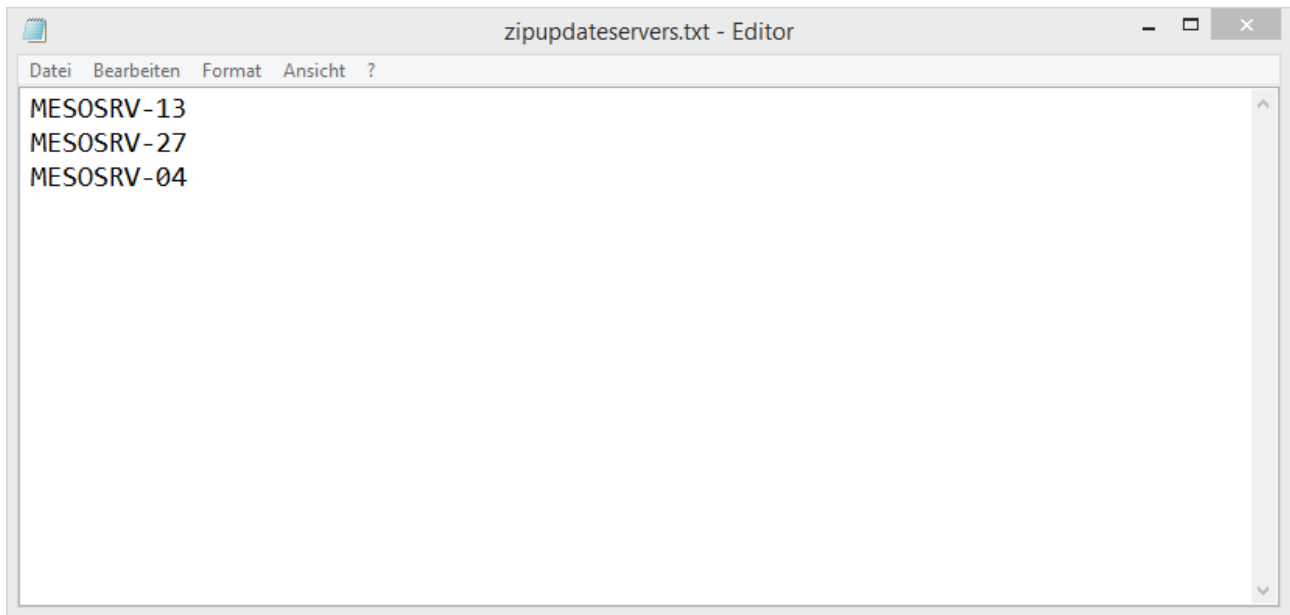 zipupdateservers.txt - Editor
Datei Bearbeiten Format Ansicht ?
MESOSRV-13
MESOSRV-27
MESOSRV-04